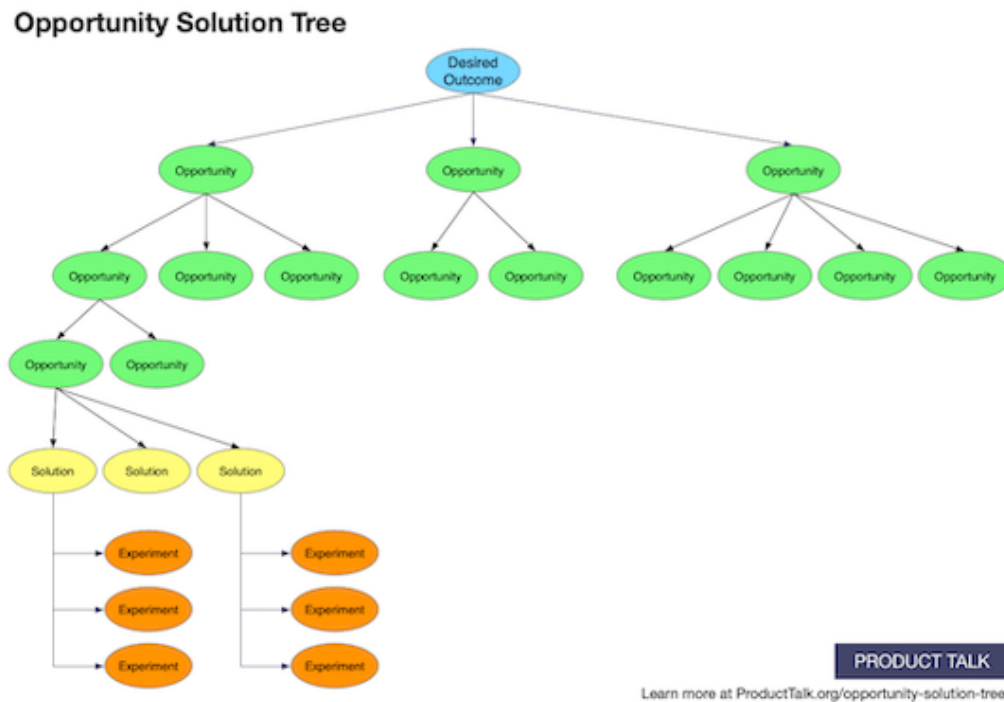 Opportunity Solution Tree
Desired
Outcome
Opportunity
Opportunity
Opportunity
Opportunity
Opportunity
Opportunity
Opportunity
Opportunity
Opportunity
Opportunity
Opportunity
Opportunity
Opportunity
Opportunity
Solution
Solution
Solution
Experiment
Experiment
Experiment
Experiment
Experiment
Experiment
PRODUCT TALK
Learn more at ProductTalk.org/opportunity-solution-tree